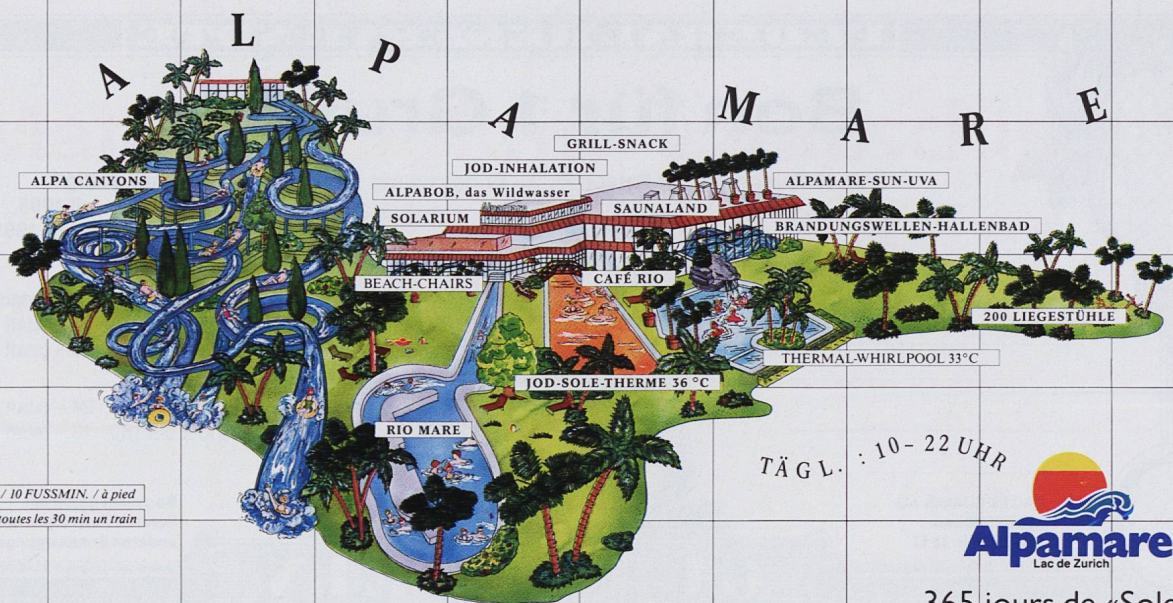 ALPAMARE
GRILL-SNACK
JOD-INHALATION
ALPA CANYONS
ALPAMARE-SUN-UVA
ALPABOB, das Wildwasser
SAUNALAND
SOLARIUM
BRANDUNGSWELLEN-HALLENBAD
CAFÉ RIO
BEACH-CHAIRS
200 LIEGESTÜHLE
THERMAL-WHIRLPOOL 33°C
JOD-SOLE-THERME 36 °C
RIO MARE
TÄGL. : 10-22 UHR
/ 10 FUSSMIN. / à pied
toutes les 30 min un train
Alpamare
Lac de Zurich
365 jours de «Sole